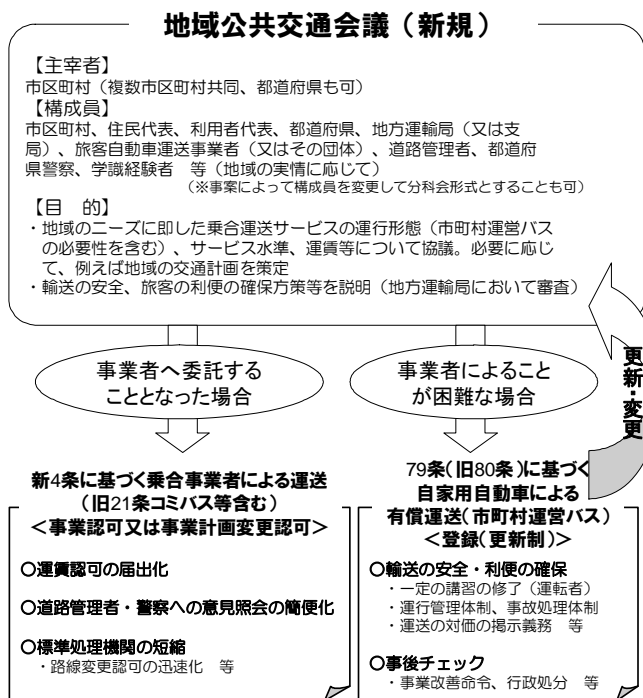 地域公共交通会議（新規）
【主宰者】
市区町村（複数市区町村共同、都道府県も可）
【構成員】
市区町村、住民代表、利用者代表、都道府県、地方運輸局（又は支
局）、旅客自動車運送事業者（又はその団体）、道路管理者、都道府
県警察、学識経験者　等（地域の実情に応じて）
（※事案によって構成員を変更して分科会形式とすることも可）
【目　的】
・地域のニーズに即した乗合運送サービスの運行形態（市町村運営バス
の必要性を含む）、サービス水準、運賃等について協議。必要に応じ
て、例えば地域の交通計画を策定
・輸送の安全、旅客の利便の確保方策等を説明（地方運輸局において審査）
事業者へ委託する
こととなった場合
事業者によること
が困難な場合
更新・変更
新4条に基づく乗合事業者による運送
（旧21条コミバス等含む）
＜事業認可又は事業計画変更認可＞
〇運賃認可の届出化
〇道路管理者・警察への意見照会の簡便化
〇標準処理機関の短縮
・路線変更認可の迅速化　等
79条（旧80条）に基づく
自家用自動車による
有償運送（市町村運営バス）
＜登録（更新制）＞
〇輸送の安全・利便の確保
・一定の講習の修了（運転者）
・運行管理体制、事故処理体制
・運送の対価の掲示義務　等
〇事後チェック
・事業改善命令、行政処分　等